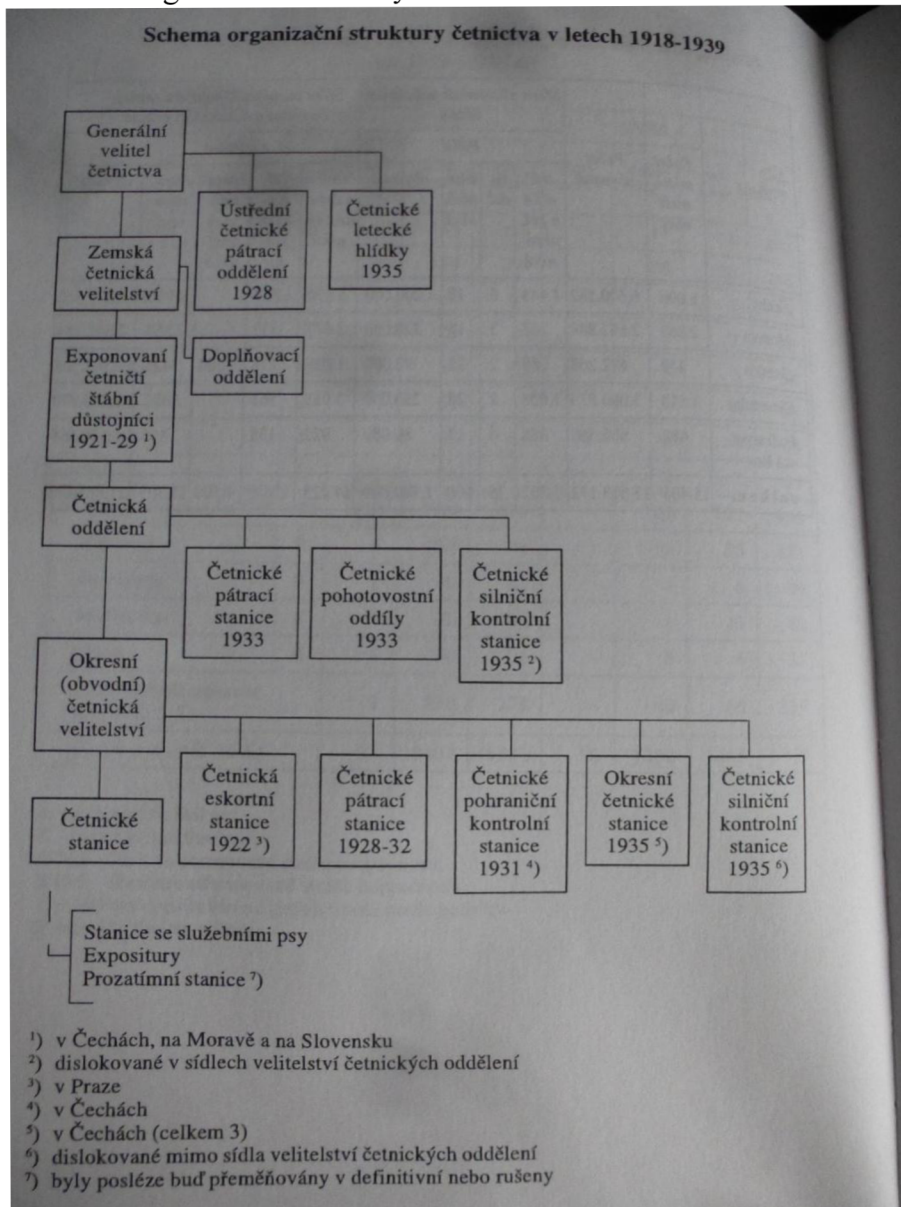 Schema organizační struktury četnictva v letech 1918-1939
Generální
velitel
četnictva
Ústřední
četnické
pátrací
oddělení
1928
Četnické
letecké
hlídky
1935
Zemská
četnická
velitelství
Doplňovací
oddělení
Exponovaní
četničtí
štábní
důstojníci
1921-29 ¹)
Četnická
oddělení
Četnické
pátrací
stanice
1933
Četnické
pohotovostní
oddíly
1933
Četnické
silniční
kontrolní
stanice
1935 ²)
Okresní
(obvodní)
četnická
velitelství
Četnické
stanice
Četnická
eskortní
stanice
1922 ³)
Četnické
pátrací
stanice
1928-32
Četnické
pohraniční
kontrolní
stanice
1931 ⁴)
Okresní
četnické
stanice
1935 ⁵)
Četnické
silniční
kontrolní
stanice
1935 ⁶)
Stanice se služebními psy
Expositury
Prozatímní stanice ⁷)
¹) v Čechách, na Moravě a na Slovensku
²) dislokované v sídlech velitelství četnických oddělení
³) v Praze
⁴) v Čechách
⁵) v Čechách (celkem 3)
⁶) dislokované mimo sídla velitelství četnických oddělení
⁷) byly posléze buď přeměňovány v definitivní nebo rušeny